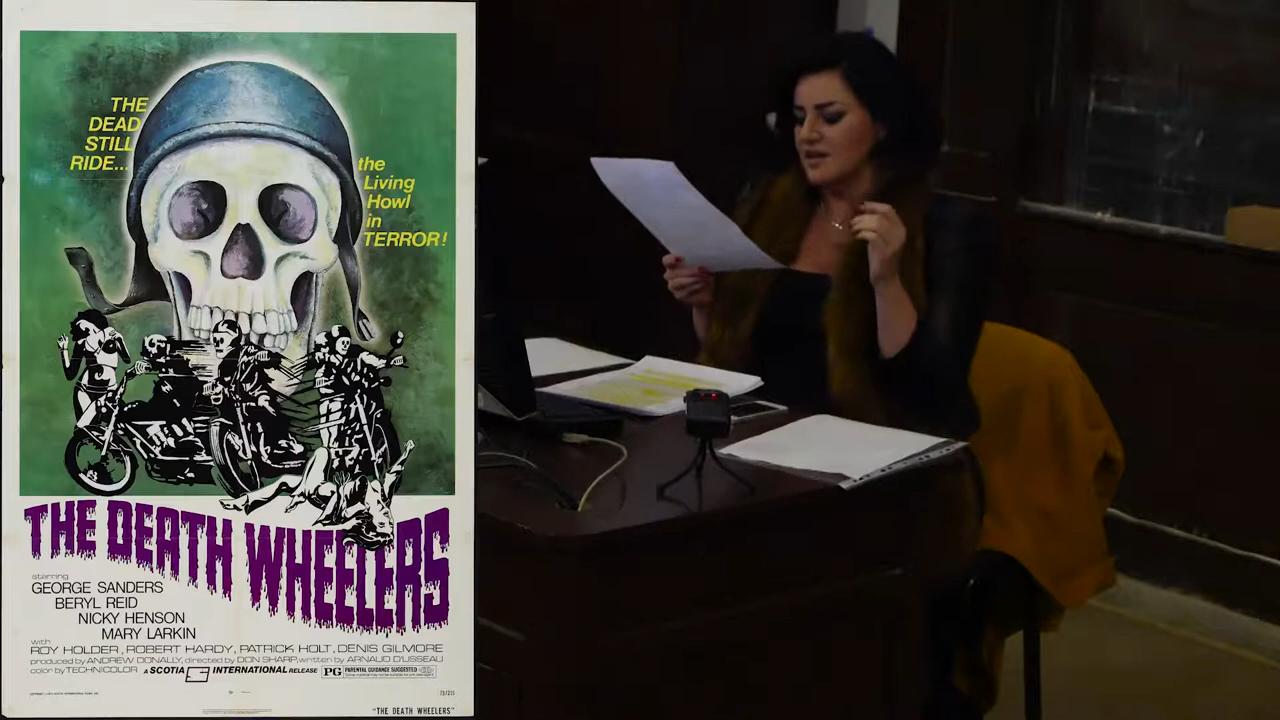 THE
DEAD
STILL
RIDE...
the
Living
Howl
in
TERROR!
THE DEATH WHEELERS
starring
GEORGE SANDERS
BERYL REID
NICKY HENSON
MARY LARKIN
with
ROY HOLDER, ROBERT HARDY, PATRICK HOLT, DENIS GILMORE
produced by ANDREW DONALLY, directed by DON SHARP, written by ARNAUD D'USSEAU
color by TECHNICOLOR A SCOTIA INTERNATIONAL RELEASE PG PARENTAL GUIDANCE SUGGESTED
"THE DEATH WHEELERS"